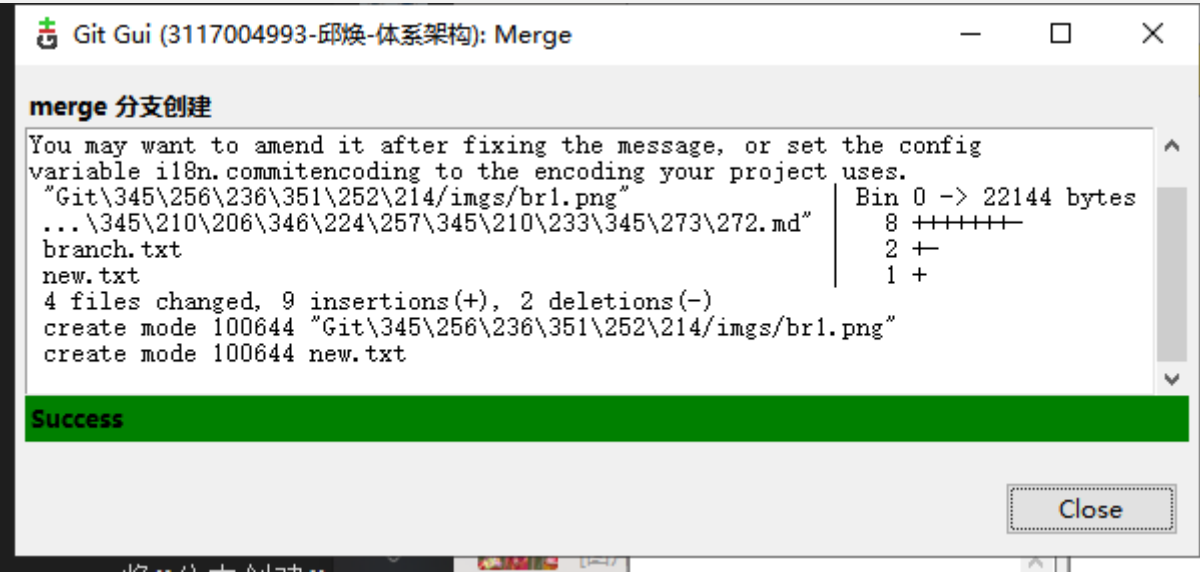 Git Gui (3117004993-邱焕-体系架构): Merge
merge 分支创建
You may want to amend it after fixing the message, or set the config
variable i18n.commitencoding to the encoding your project uses.
"Git\345\256\236\351\252\214/imgs/br1.png" | Bin 0 -> 22144 bytes
...\345\210\206\346\224\257\345\210\233\345\273\272.md" | 8 +++++++-
branch.txt | 2 +-
new.txt | 1 +
4 files changed, 9 insertions(+), 2 deletions(-)
create mode 100644 "Git\345\256\236\351\252\214/imgs/br1.png"
create mode 100644 new.txt
Success
Close